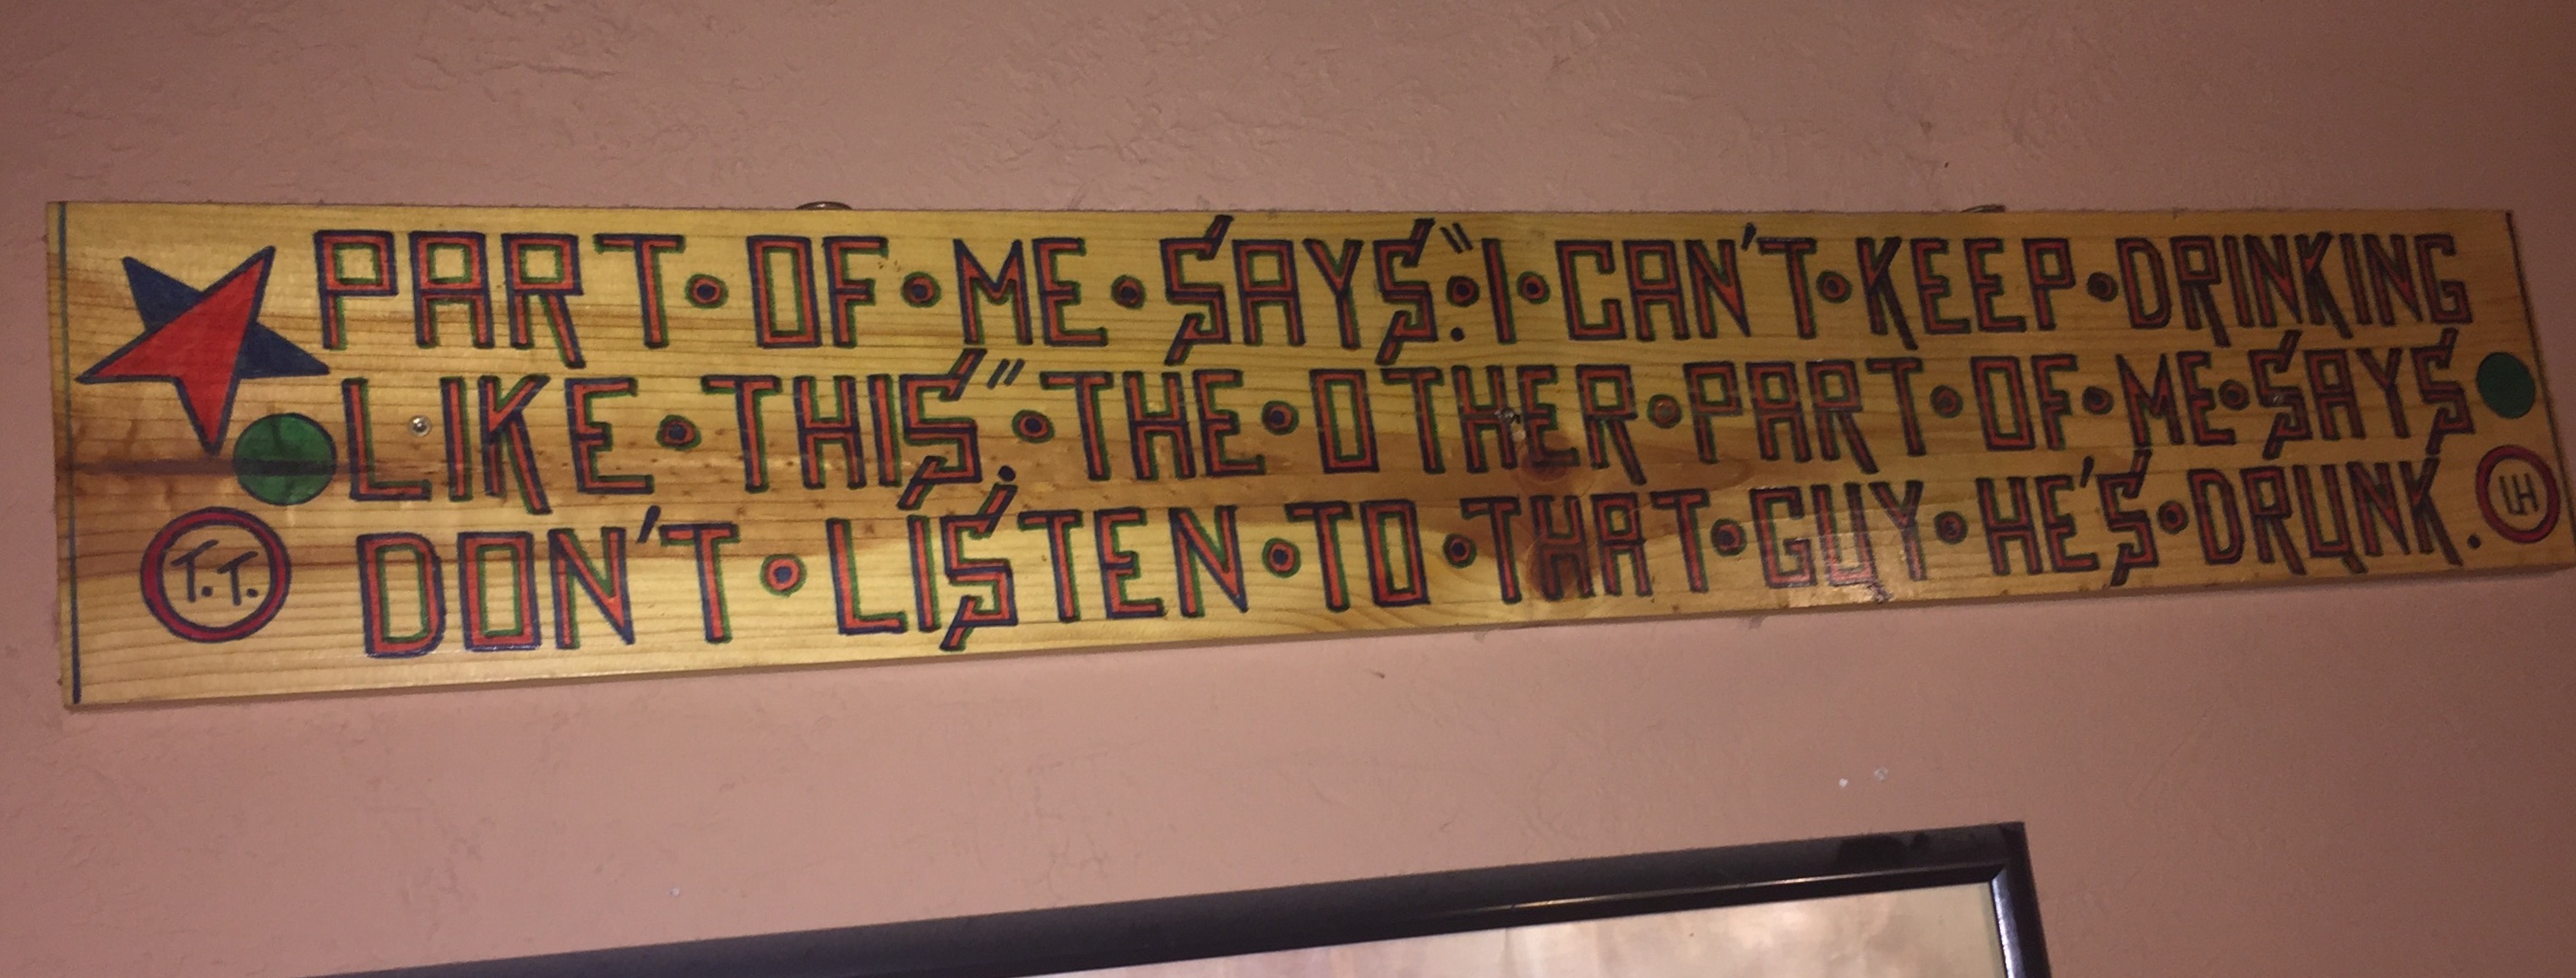 PART•OF•ME•SAYS:"I•CAN'T•KEEP•DRINKING
LIKE•THIS."•THE•OTHER•PART•OF•ME•SAYS
DON'T•LISTEN•TO•THAT•GUY•HE'S•DRUNK.
T.T.
LH